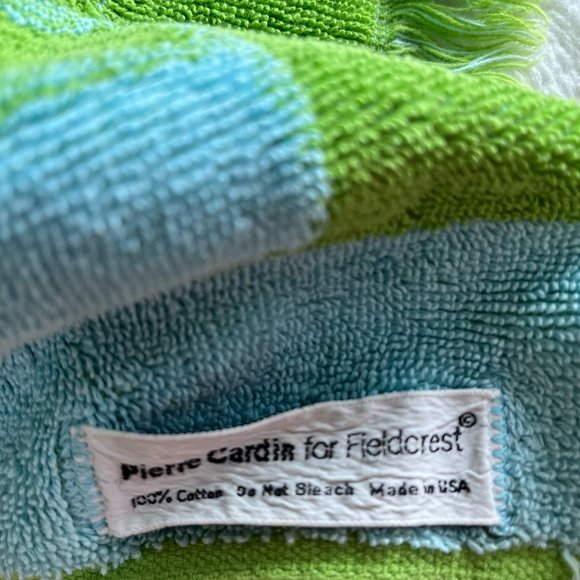 Pierre Cardin for Fieldcrest©
100% Cotton Do Not Bleach Made in USA